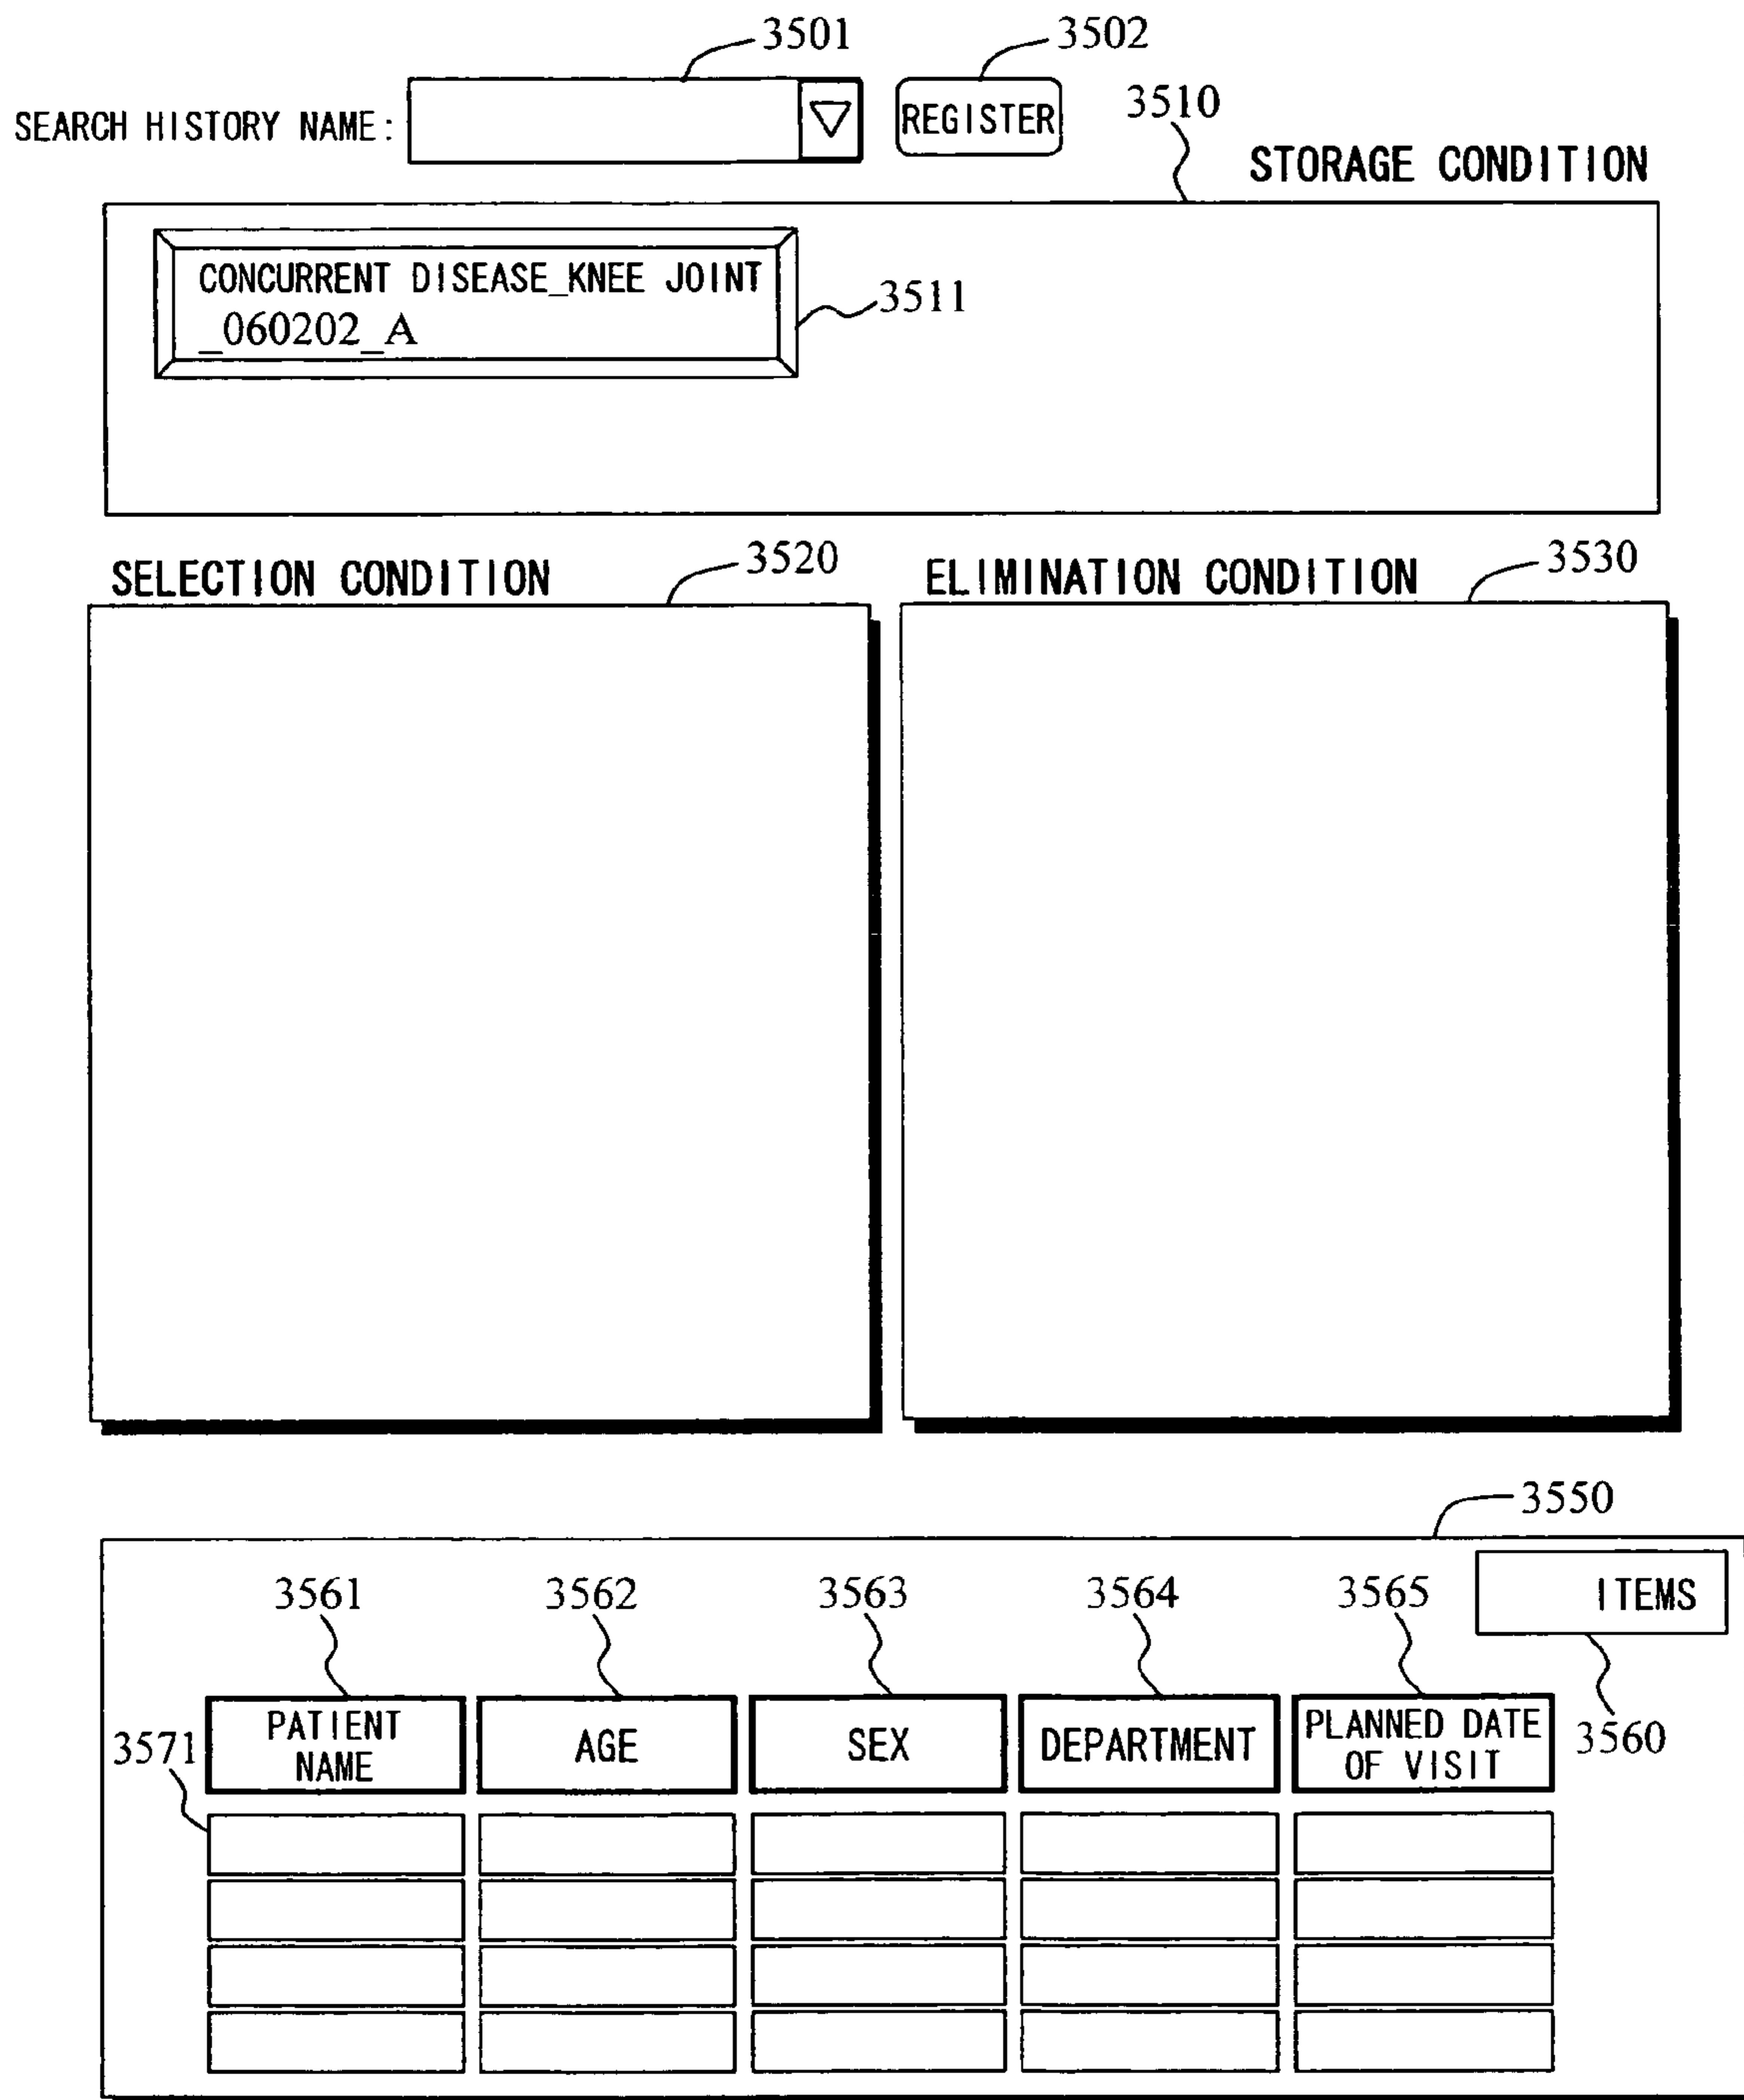 3501
3502
SEARCH HISTORY NAME:
REGISTER
3510
STORAGE CONDITION
CONCURRENT DISEASE_KNEE JOINT
_060202_A
3511
SELECTION CONDITION
3520
ELIMINATION CONDITION
3530
3550
ITEMS
3560
3561
3562
3563
3564
3565
PATIENT
NAME
AGE
SEX
DEPARTMENT
PLANNED DATE
OF VISIT
3571